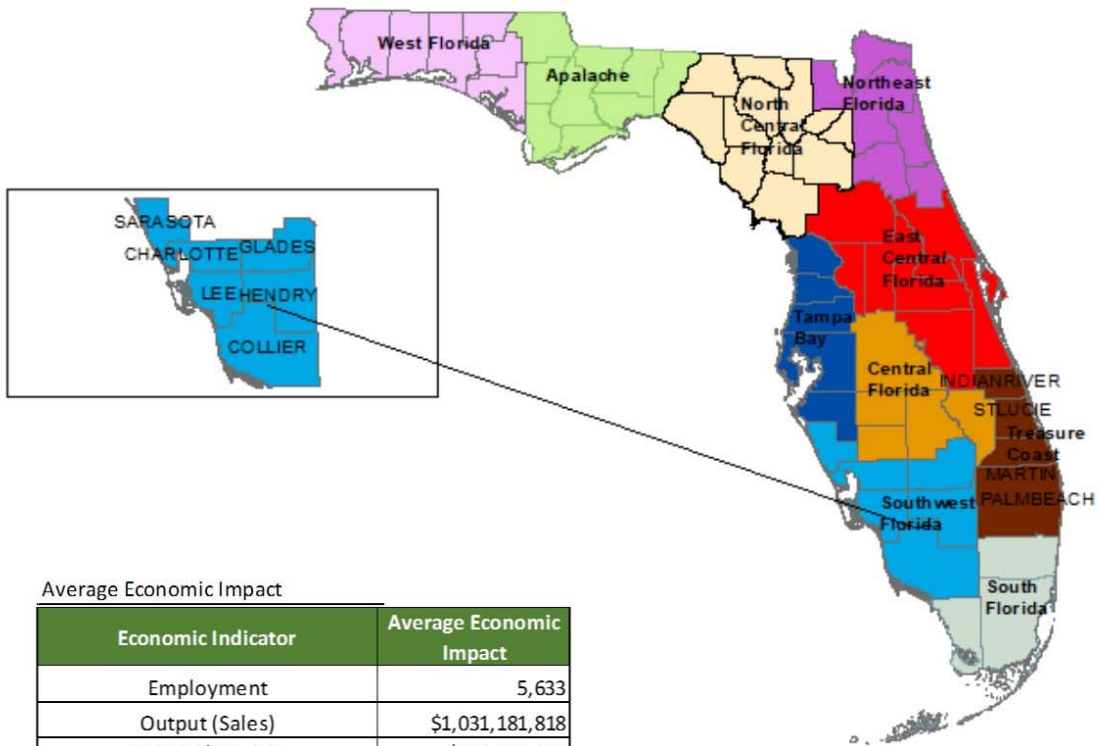 West Florida
Apalache
North
Central
Florida
Northeast
Florida
SARASOTA
CHARLOTTE
GLADES
LEE
HENDRY
COLLIER
East
Central
Florida
Tampa
Bay
Central
Florida
INDIANRIVER
STLUCIE
Treasure
Coast
MARTIN
PALMBEACH
Southwest
Florida
South
Florida
Average Economic Impact
Economic Indicator
Average Economic
Impact
Employment
5,633
Output (Sales)
$1,031,181,818